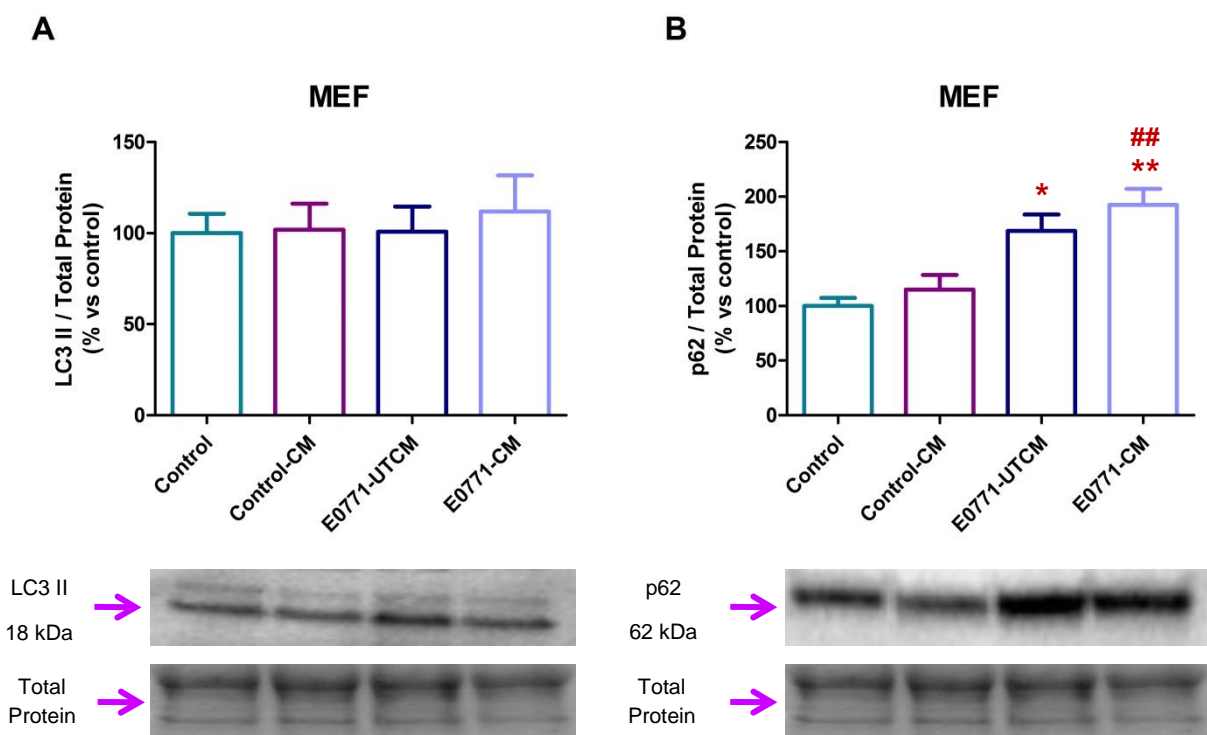 A
MEF
LC3 II / Total Protein
(% vs control)
150
100
50
0
Control
Control-CM
E0771-UTCM
E0771-CM
LC3 II
18 kDa
Total
Protein
B
MEF
p62 / Total Protein
(% vs control)
250
200
150
100
50
0
*
##
**
Control
Control-CM
E0771-UTCM
E0771-CM
p62
62 kDa
Total
Protein